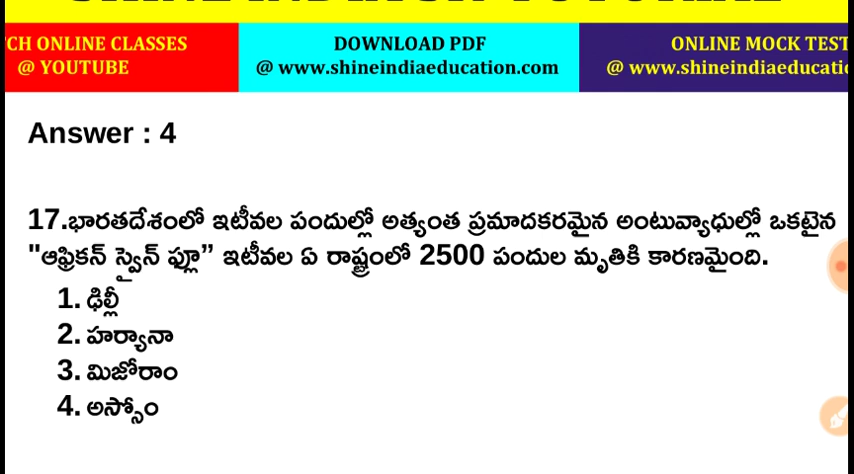 CH ONLINE CLASSES
@ YOUTUBE
DOWNLOAD PDF
@ www.shineindiaeducation.com
ONLINE MOCK TEST
@ www.shineindiaeducatio
Answer : 4
17.భారతదేశంలో ఇటీవల పందుల్లో అత్యంత ప్రమాదకరమైన అంటువ్యాధుల్లో ఒకటైన
"ఆఫ్రికన్ స్వైన్ ఫ్లూ” ఇటీవల ఏ రాష్ట్రంలో 2500 పందుల మృతికి కారణమైంది.
1. ఢిల్లీ
2. హర్యానా
3. మిజోరాం
4. అస్సోం